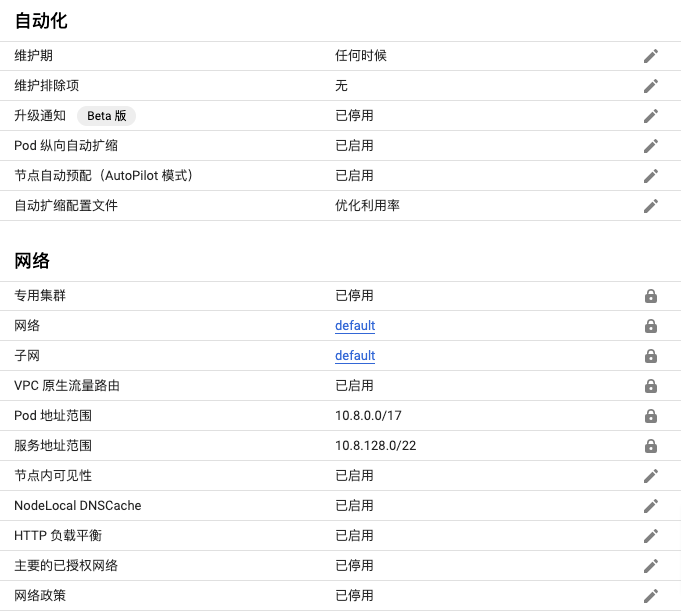 自动化
维护期 任何时候
维护排除项 无
升级通知 Beta 版 已停用
Pod 纵向自动扩缩 已启用
节点自动预配（AutoPilot 模式） 已启用
自动扩缩配置文件 优化利用率
网络
专用集群 已停用
网络 default
子网 default
VPC 原生流量路由 已启用
Pod 地址范围 10.8.0.0/17
服务地址范围 10.8.128.0/22
节点内可见性 已启用
NodeLocal DNSCache 已启用
HTTP 负载平衡 已启用
主要的已授权网络 已停用
网络政策 已停用